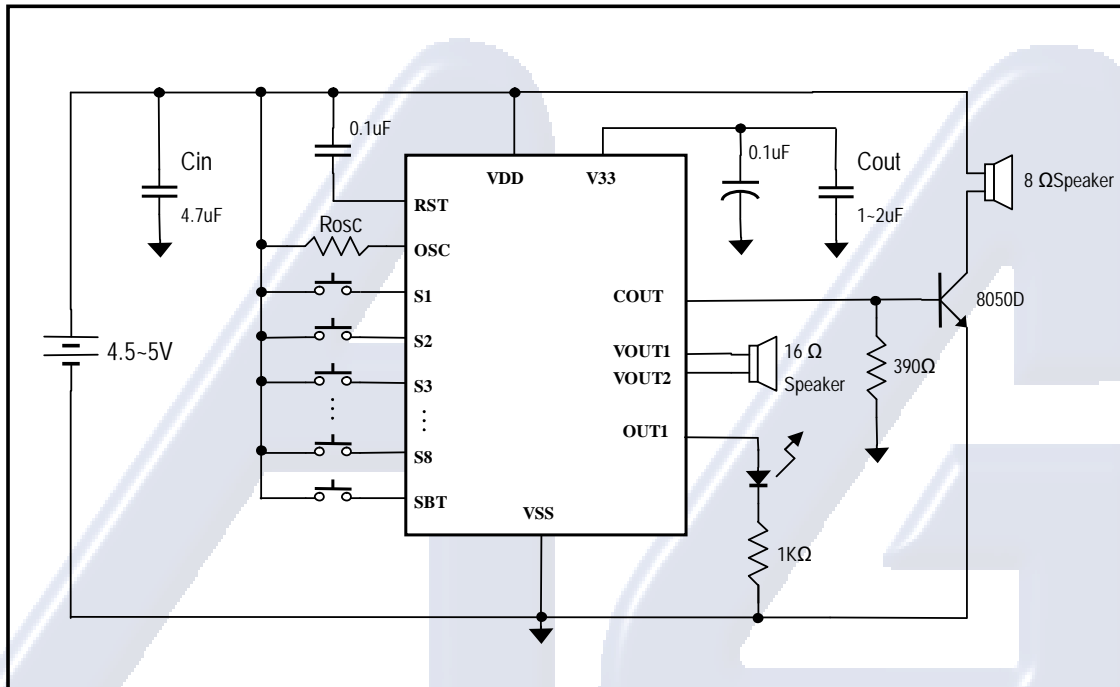 0.1uF
Cin
4.7uF
VDD
V33
0.1uF
Cout
1~2uF
8 ΩSpeaker
RST
Rosc
OSC
S1
COUT
8050D
S2
4.5~5V
VOUT1
16 Ω
VOUT2
Speaker
390Ω
S3
⋮
⋮
OUT1
S8
SBT
VSS
1KΩ